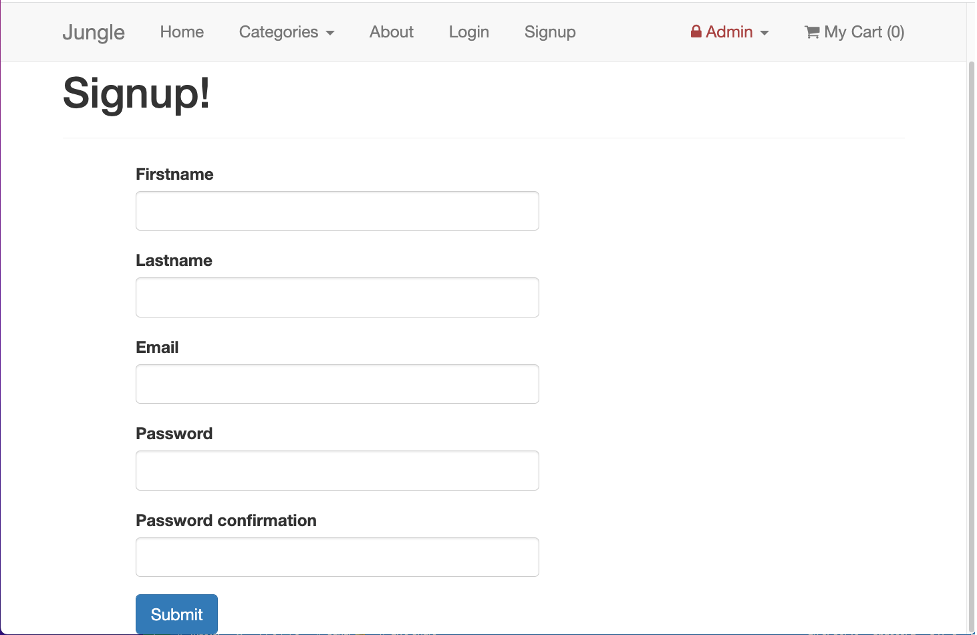 Jungle Home Categories About Login Signup Admin My Cart (0)
Signup!
Firstname
Lastname
Email
Password
Password confirmation
Submit